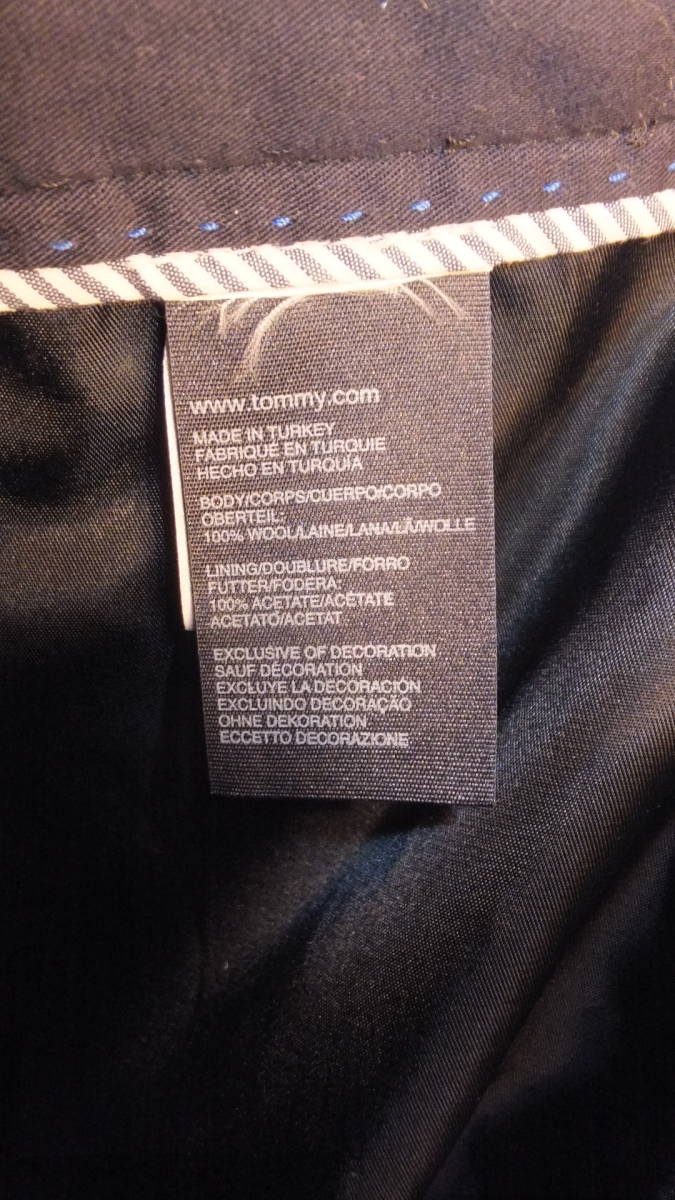 www.tommy.com
MADE IN TURKEY
FABRIQUÉ EN TURQUIE
HECHO EN TURQUÍA
BODY/CORPS/CUERPO/CORPO
OBERTEIL:
100% WOOL/LAINE/LANA/LÃ/WOLLE
LINING/DOUBLURE/FORRO
FUTTER/FODERA:
100% ACETATE/ACÉTATE
ACETATO/ACETAT
EXCLUSIVE OF DECORATION
SAUF DÉCORATION
EXCLUYE LA DECORACIÓN
EXCLUINDO DECORAÇÃO
OHNE DEKORATION
ECCETTO DECORAZIONE